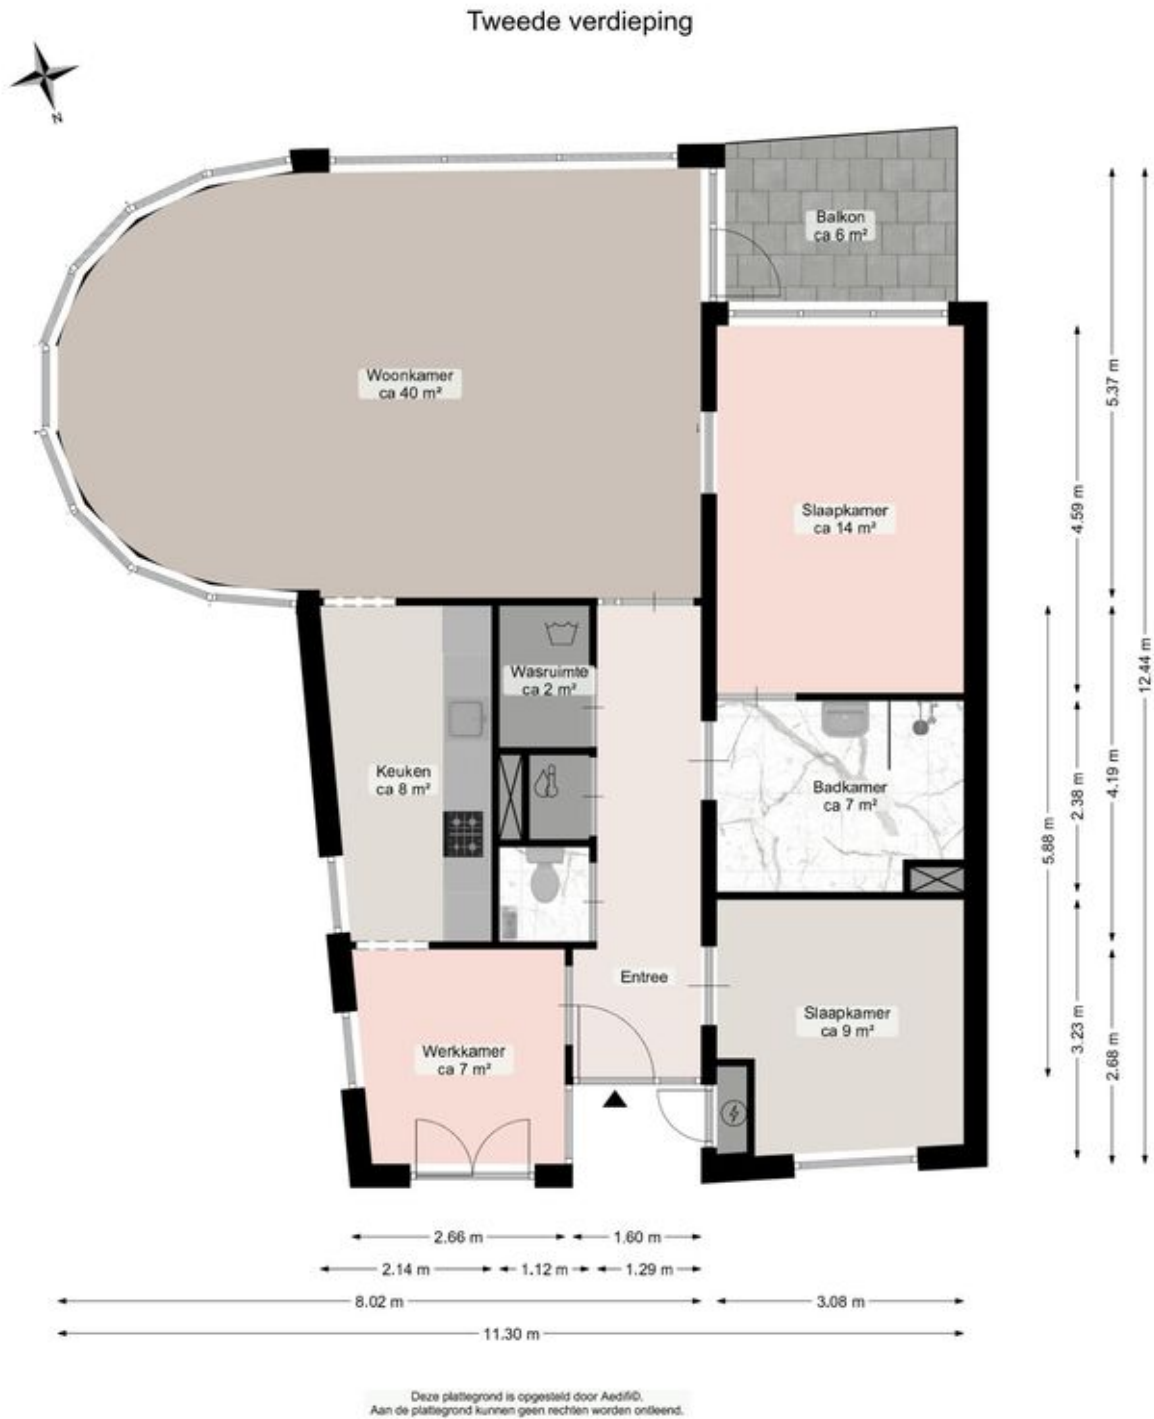 Tweede verdieping
N
Balkon
ca 6 m²
Woonkamer
ca 40 m²
5.37 m
Slaapkamer
ca 14 m²
4.59 m
12.44 m
Wasruimte
ca 2 m²
Keuken
ca 8 m²
Badkamer
ca 7 m²
2.38 m
4.19 m
5.88 m
Entree
Slaapkamer
ca 9 m²
3.23 m
2.68 m
Werkkamer
ca 7 m²
2.66 m
1.60 m
2.14 m
1.12 m
1.29 m
8.02 m
3.08 m
11.30 m
Deze plattegrond is opgesteld door Aedifi©.
Aan de plattegrond kunnen geen rechten worden ontleend.